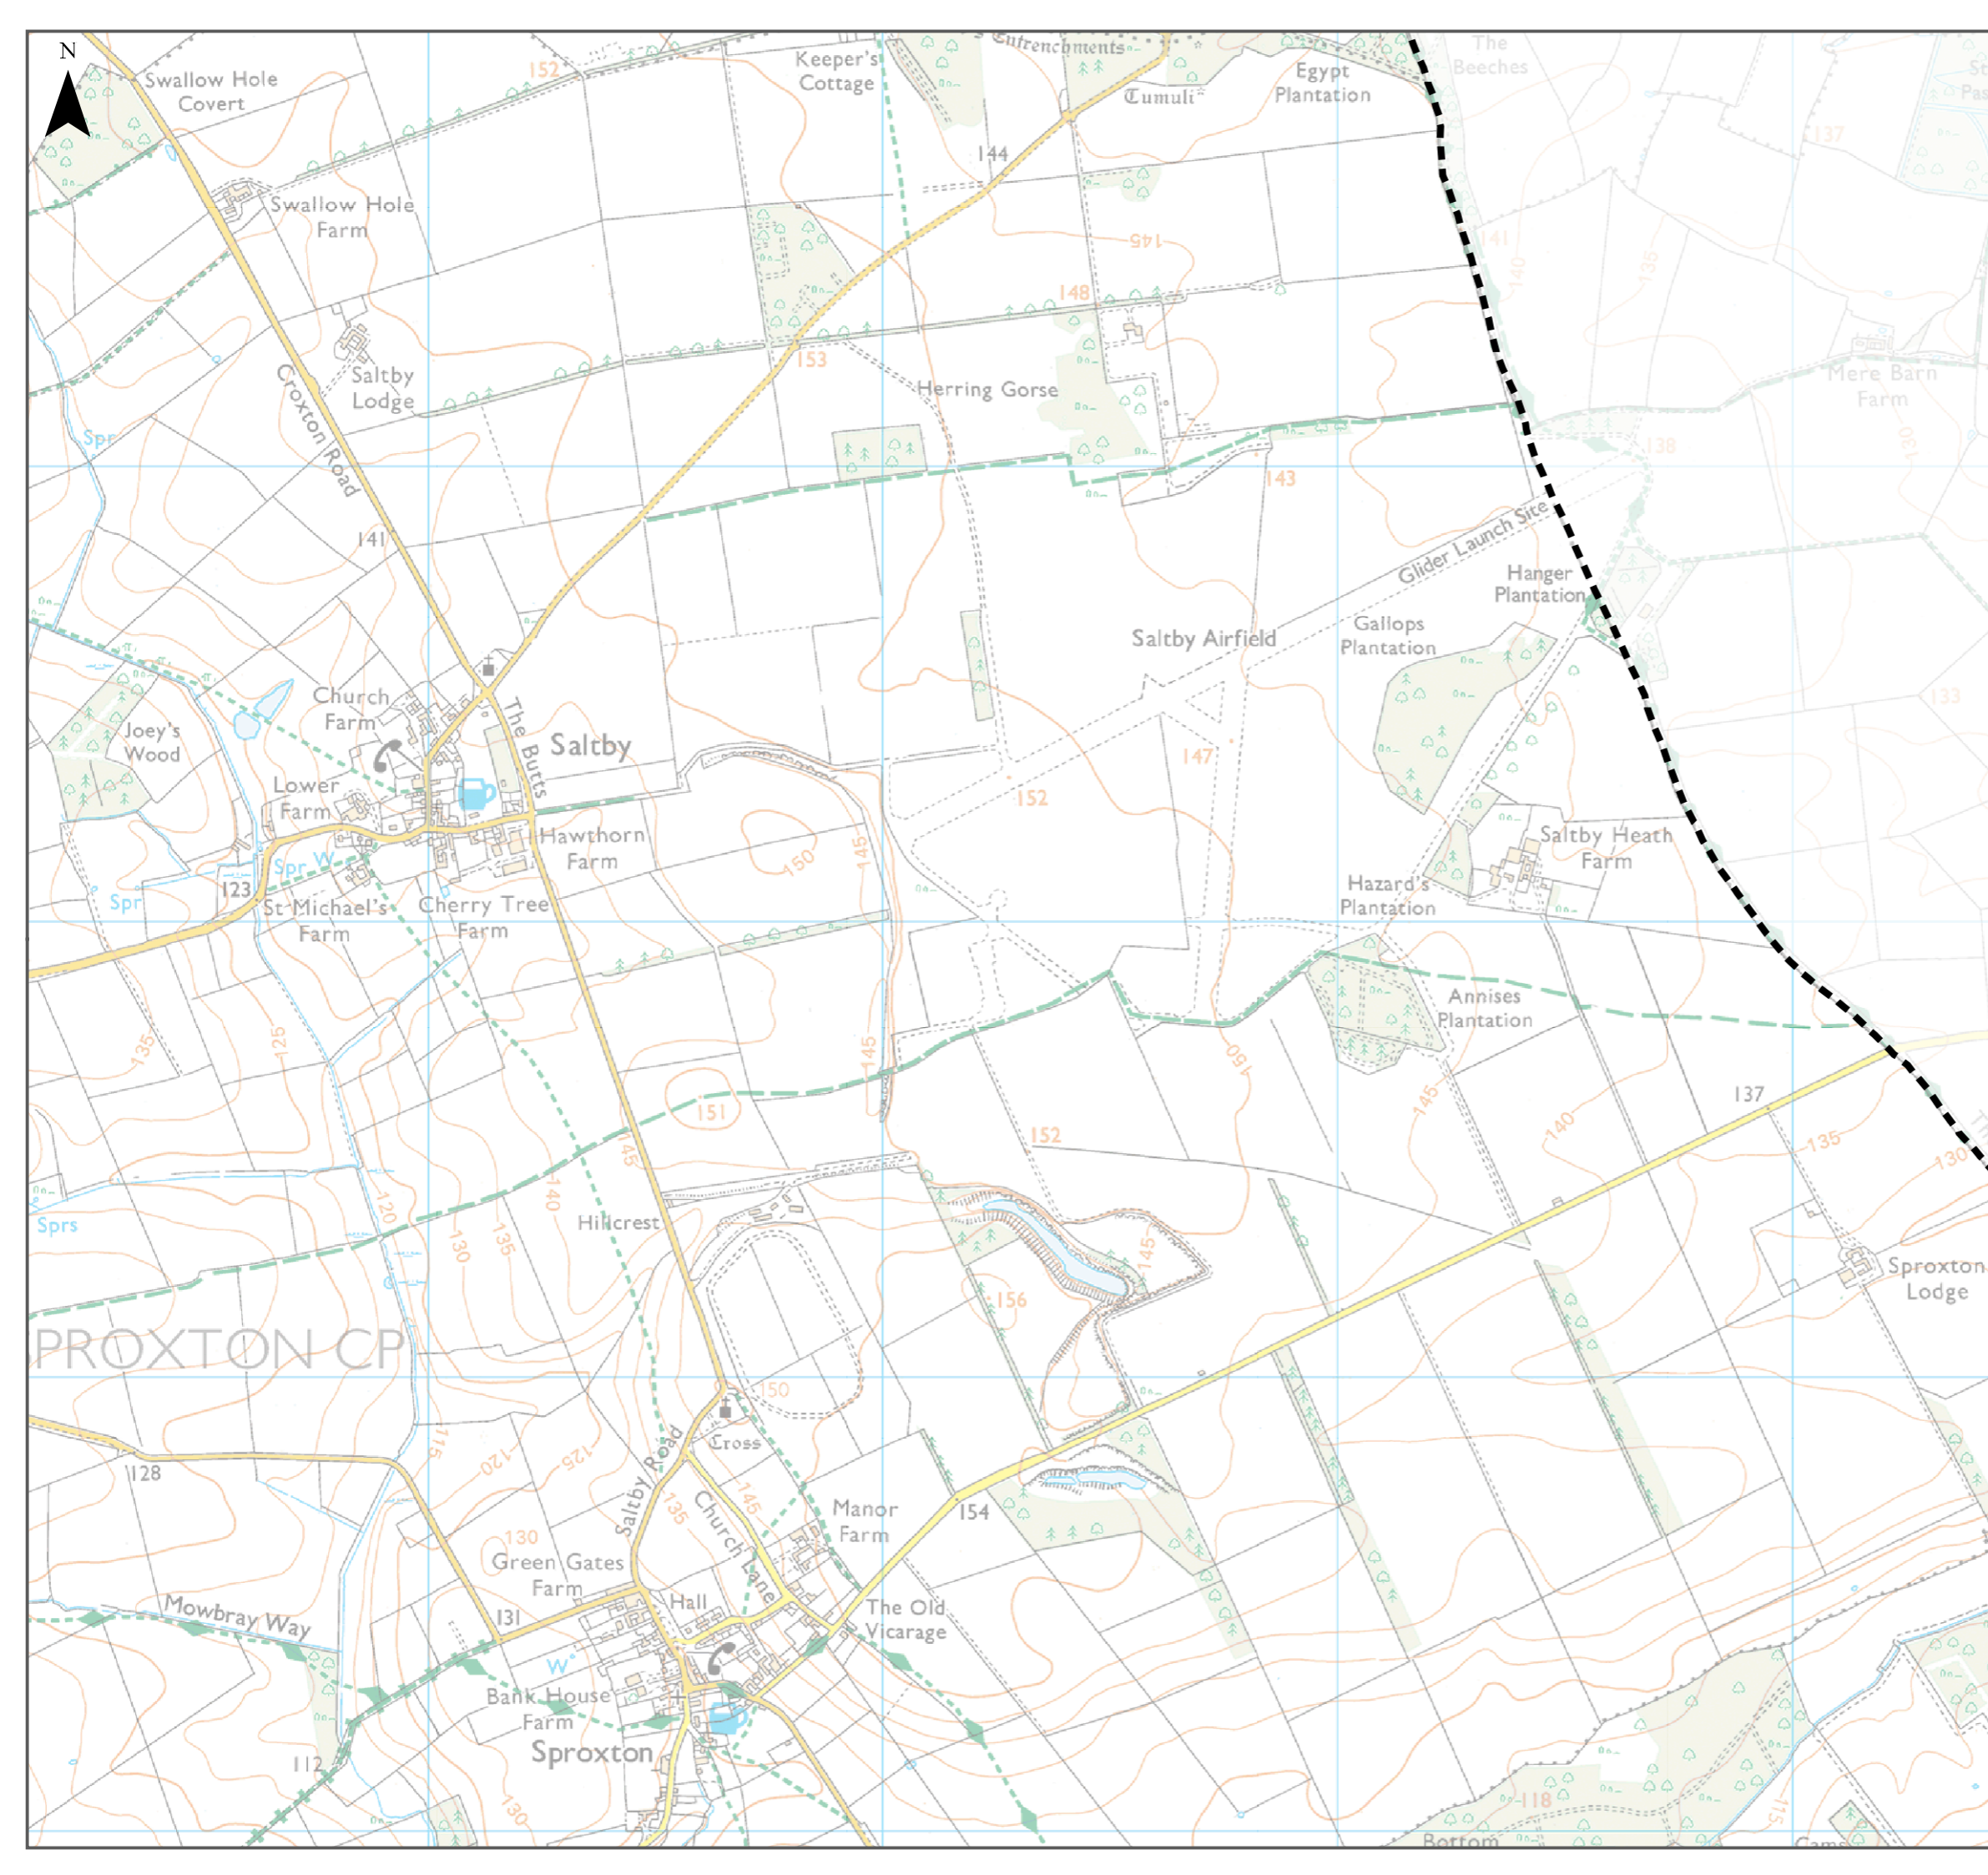 N
Swallow Hole
Covert
152
Keeper's
Cottage
Entrenchments
Tumuli
Egypt
Plantation
The
Beeches
137
144
Swallow Hole
Farm
145
141
140
135
148
153
Saltby
Lodge
Croxton Road
Herring Gorse
Mere Barn
Farm
Spr
138
130
143
141
Glider Launch Site
Hanger
Plantation
Gallops
Plantation
Saltby Airfield
Church
Farm
The Butts
Saltby
Joey's
Wood
133
147
152
Lower
Farm
Hawthorn
Farm
150
145
Saltby Heath
Farm
Spr
W
123
Spr
St Michael's
Farm
Cherry Tree
Farm
Hazard's
Plantation
Annises
Plantation
135
125
145
150
151
145
137
140
152
145
135
130
120
140
130
135
Hillcrest
Sprs
145
156
Sproxton
Lodge
SPROXTON CP
150
Cross
Saltby Road
115
120
125
128
135
145
Church Lane
Manor
Farm
154
130
Green Gates
Farm
Hall
Mowbray Way
131
The Old
Vicarage
W
Bank House
Farm
Sproxton
112
130
118
115
Bottom